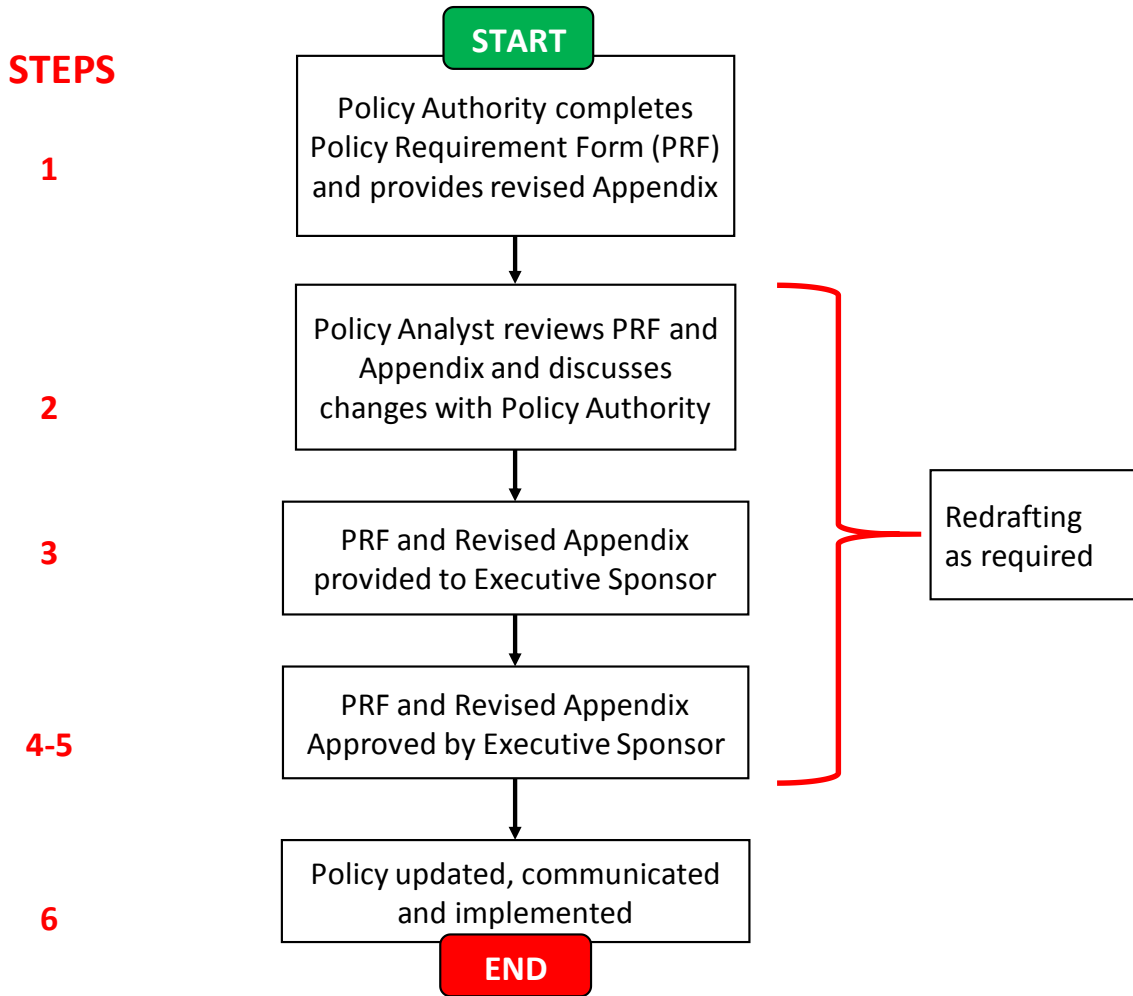 START
STEPS
Policy Authority completes
Policy Requirement Form (PRF)
and provides revised Appendix
1
Policy Analyst reviews PRF and
Appendix and discusses
changes with Policy Authority
2
Redrafting
as required
PRF and Revised Appendix
provided to Executive Sponsor
3
PRF and Revised Appendix
Approved by Executive Sponsor
4-5
Policy updated, communicated
and implemented
6
END